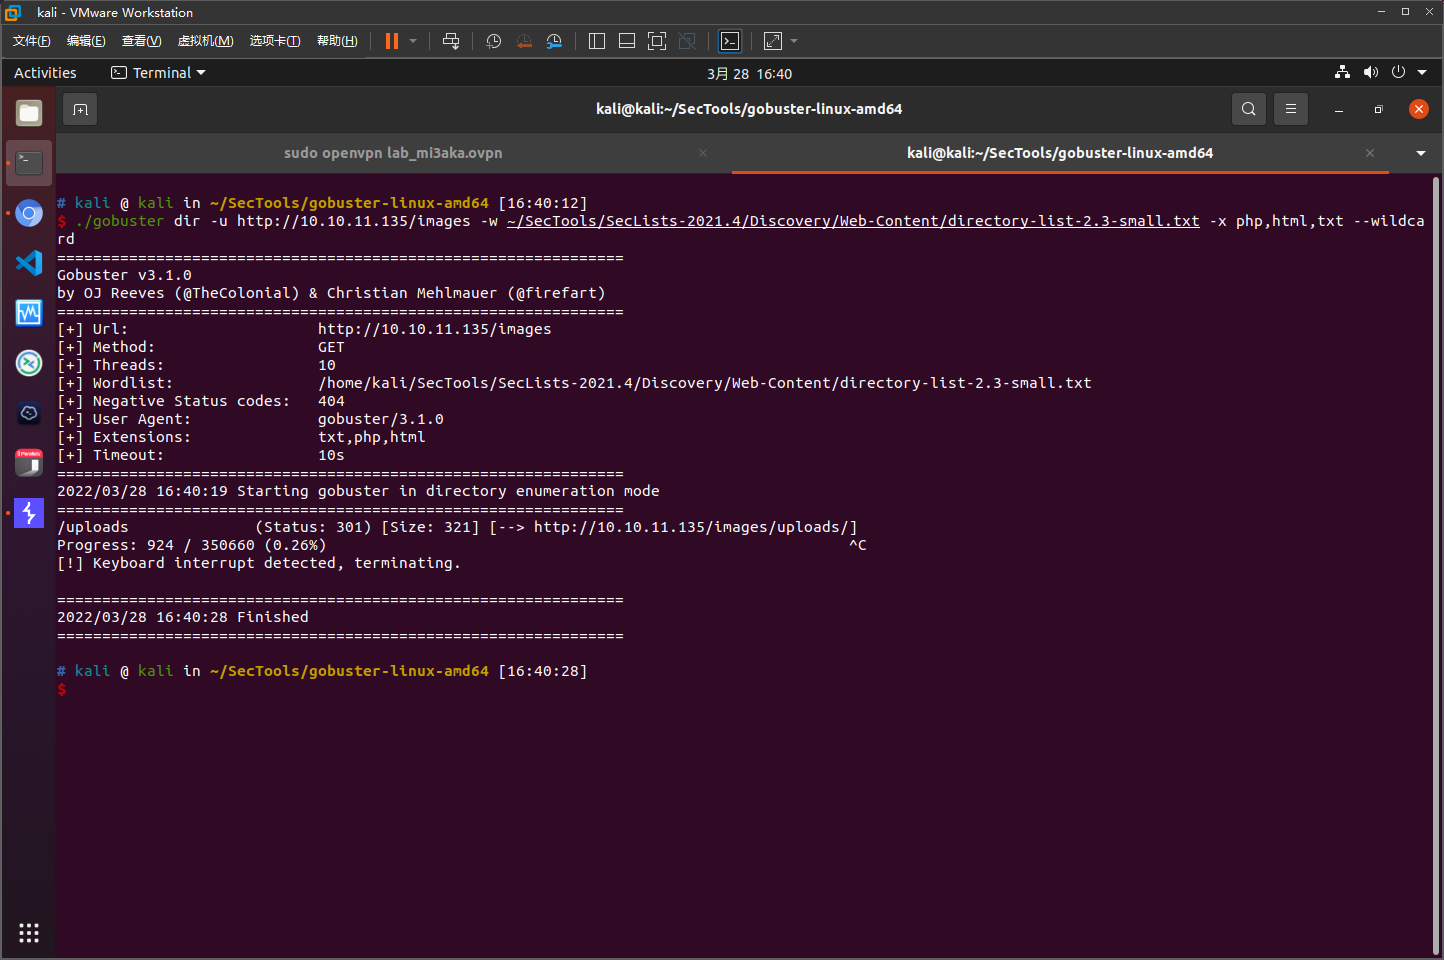 kali - VMware Workstation
文件(F) 编辑(E) 查看(V) 虚拟机(M) 选项卡(T) 帮助(H)
Activities Terminal 3月 28 16:40
kali@kali:~/SecTools/gobuster-linux-amd64
sudo openvpn lab_mi3aka.ovpn kali@kali:~/SecTools/gobuster-linux-amd64
# kali @ kali in ~/SecTools/gobuster-linux-amd64 [16:40:12]
$ ./gobuster dir -u http://10.10.11.135/images -w ~/SecTools/SecLists-2021.4/Discovery/Web-Content/directory-list-2.3-small.txt -x php,html,txt --wildca
rd
===============================================================
Gobuster v3.1.0
by OJ Reeves (@TheColonial) & Christian Mehlmauer (@firefart)
===============================================================
[+] Url:                     http://10.10.11.135/images
[+] Method:                  GET
[+] Threads:                 10
[+] Wordlist:                /home/kali/SecTools/SecLists-2021.4/Discovery/Web-Content/directory-list-2.3-small.txt
[+] Negative Status codes:   404
[+] User Agent:              gobuster/3.1.0
[+] Extensions:              txt,php,html
[+] Timeout:                 10s
===============================================================
2022/03/28 16:40:19 Starting gobuster in directory enumeration mode
===============================================================
/uploads              (Status: 301) [Size: 321] [--> http://10.10.11.135/images/uploads/]
Progress: 924 / 350660 (0.26%)                                                          ^C
[!] Keyboard interrupt detected, terminating.
===============================================================
2022/03/28 16:40:28 Finished
===============================================================
# kali @ kali in ~/SecTools/gobuster-linux-amd64 [16:40:28]
$